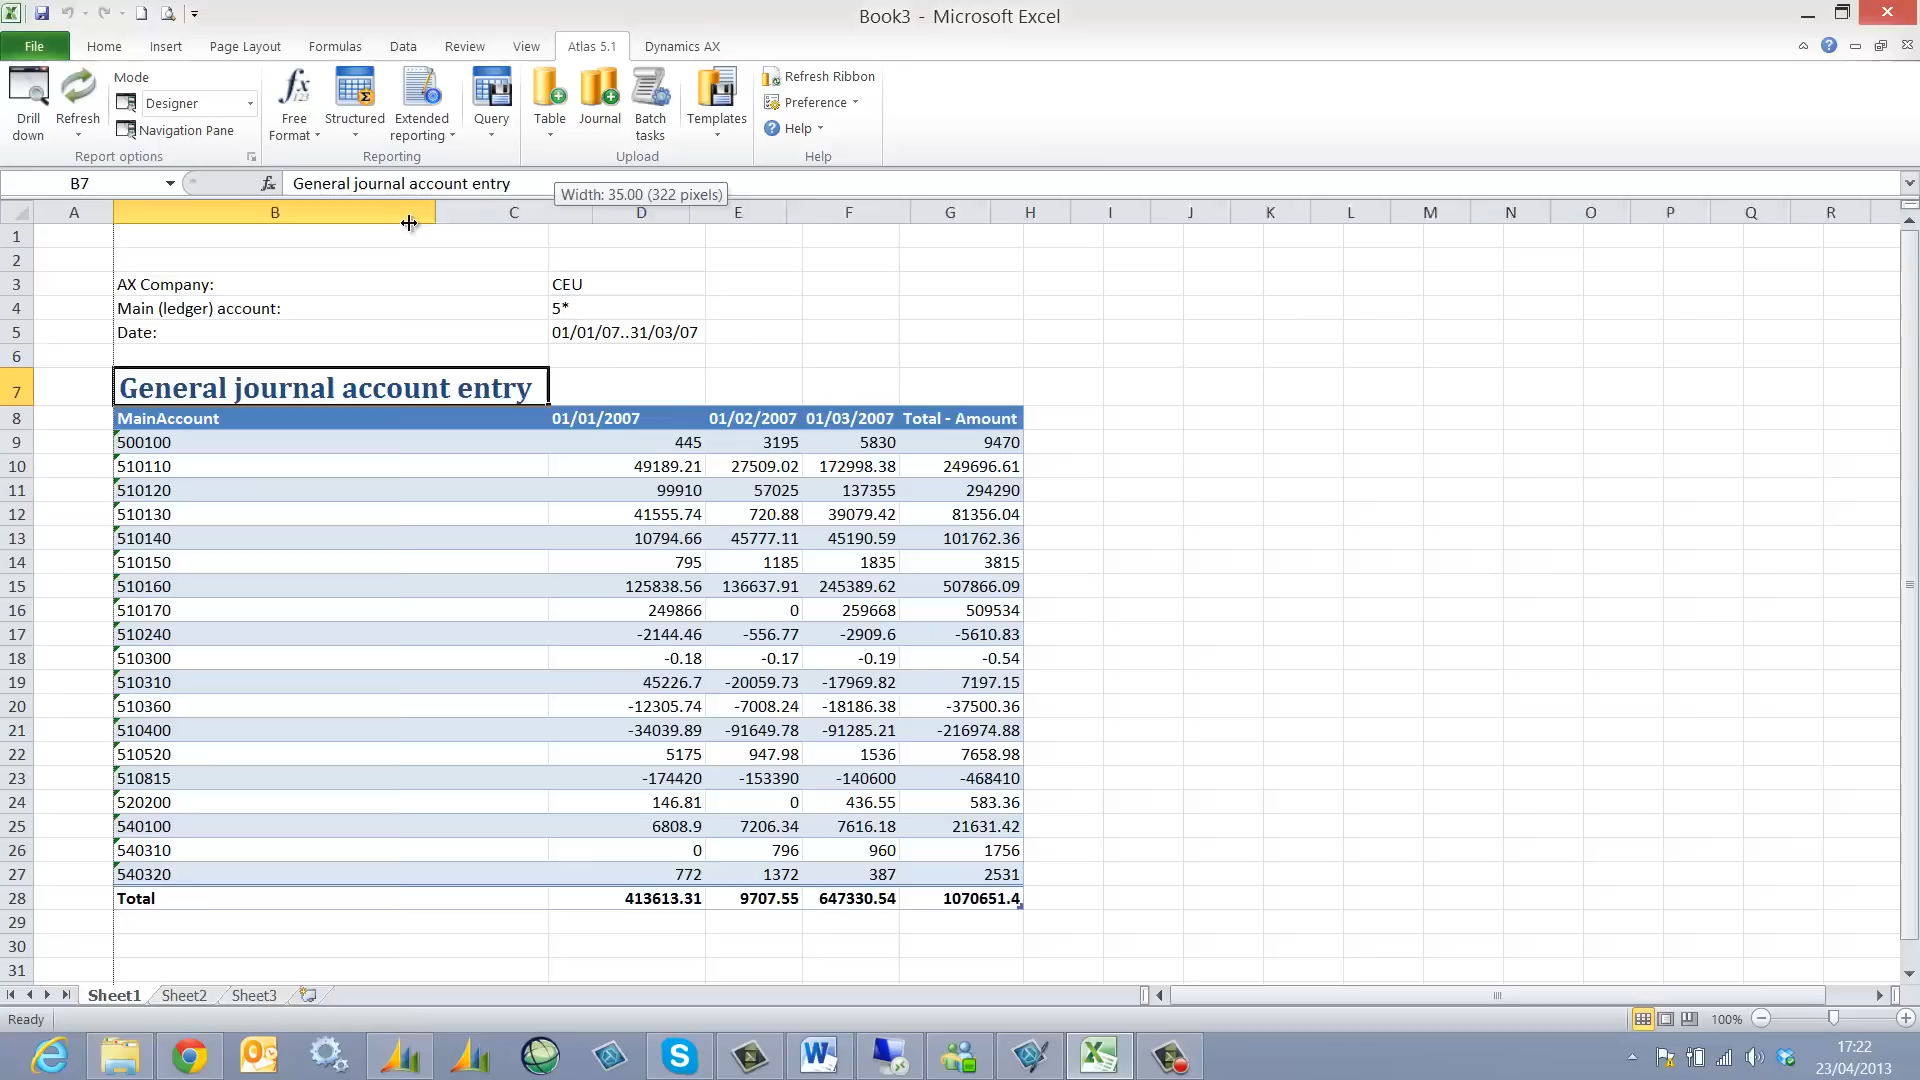 Book3 - Microsoft Excel
File Home Insert Page Layout Formulas Data Review View Atlas 5.1 Dynamics AX
Drill down
Refresh
Mode
Designer
Navigation Pane
Report options
Free Format
Structured
Extended reporting
Reporting
Query
Table
Journal
Batch tasks
Upload
Templates
Refresh Ribbon
Preference
Help
Help
B7 fx General journal account entry
Width: 35.00 (322 pixels)
A B C D E F G H I J K L M N O P Q R
1
2
3 AX Company: CEU
4 Main (ledger) account: 5*
5 Date: 01/01/07..31/03/07
6
7 General journal account entry
8 MainAccount 01/01/2007 01/02/2007 01/03/2007 Total - Amount
9 500100 445 3195 5830 9470
10 510110 49189.21 27509.02 172998.38 249696.61
11 510120 99910 57025 137355 294290
12 510130 41555.74 720.88 39079.42 81356.04
13 510140 10794.66 45777.11 45190.59 101762.36
14 510150 795 1185 1835 3815
15 510160 125838.56 136637.91 245389.62 507866.09
16 510170 249866 0 259668 509534
17 510240 -2144.46 -556.77 -2909.6 -5610.83
18 510300 -0.18 -0.17 -0.19 -0.54
19 510310 45226.7 -20059.73 -17969.82 7197.15
20 510360 -12305.74 -7008.24 -18186.38 -37500.36
21 510400 -34039.89 -91649.78 -91285.21 -216974.88
22 510520 5175 947.98 1536 7658.98
23 510815 -174420 -153390 -140600 -468410
24 520200 146.81 0 436.55 583.36
25 540100 6808.9 7206.34 7616.18 21631.42
26 540310 0 796 960 1756
27 540320 772 1372 387 2531
28 Total 413613.31 9707.55 647330.54 1070651.4
29
30
31
Sheet1 Sheet2 Sheet3
Ready 100%
17:22
23/04/2013